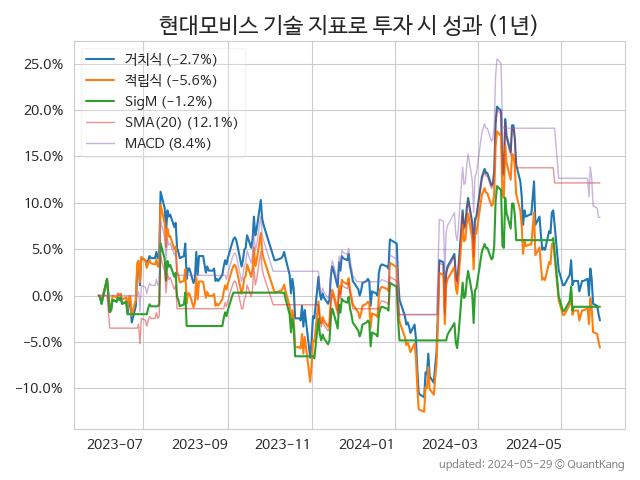 현대모비스 기술 지표로 투자 시 성과 (1년)
거치식 (−2.7%)
적립식 (−5.6%)
SigM (−1.2%)
SMA(20) (12.1%)
MACD (8.4%)
25.0%
20.0%
15.0%
10.0%
5.0%
0.0%
−5.0%
−10.0%
2023-07 2023-09 2023-11 2024-01 2024-03 2024-05
updated: 2024-05-29 © QuantKang